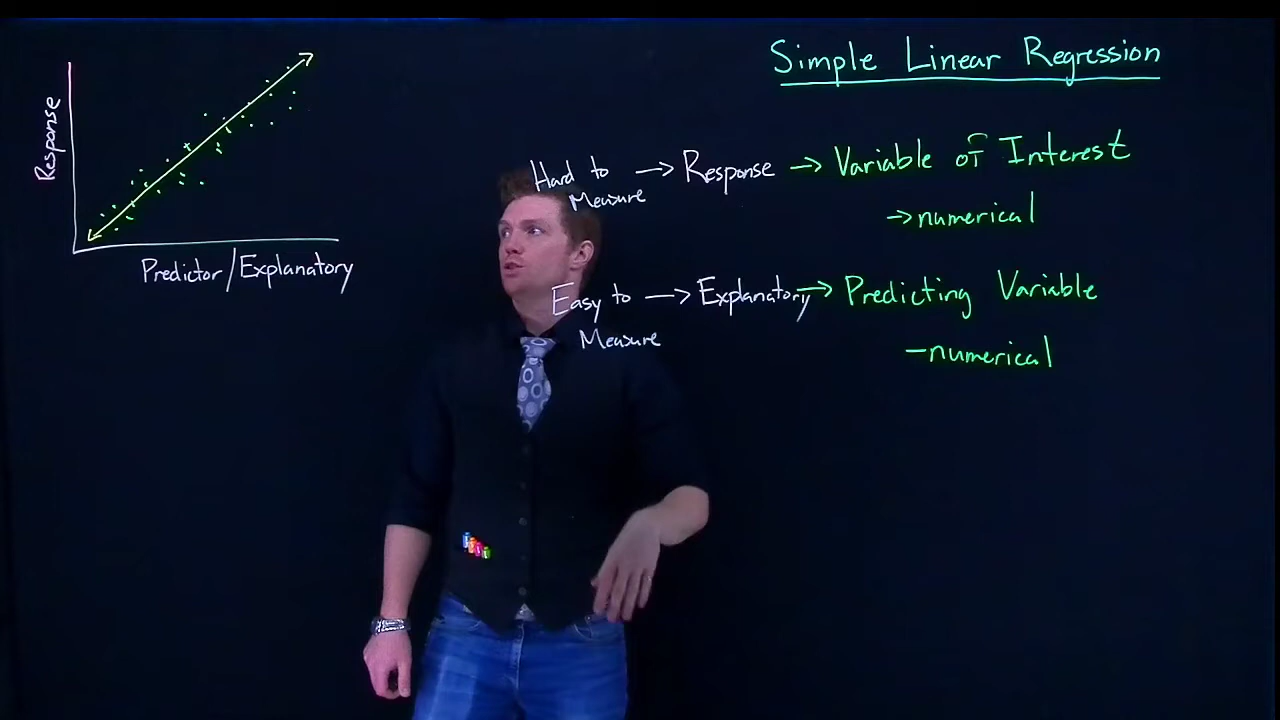 Simple Linear Regression
Response
Predictor/Explanatory
Hard to Measure → Response → Variable of Interest
→ numerical
Easy to Measure → Explanatory → Predicting Variable
- numerical